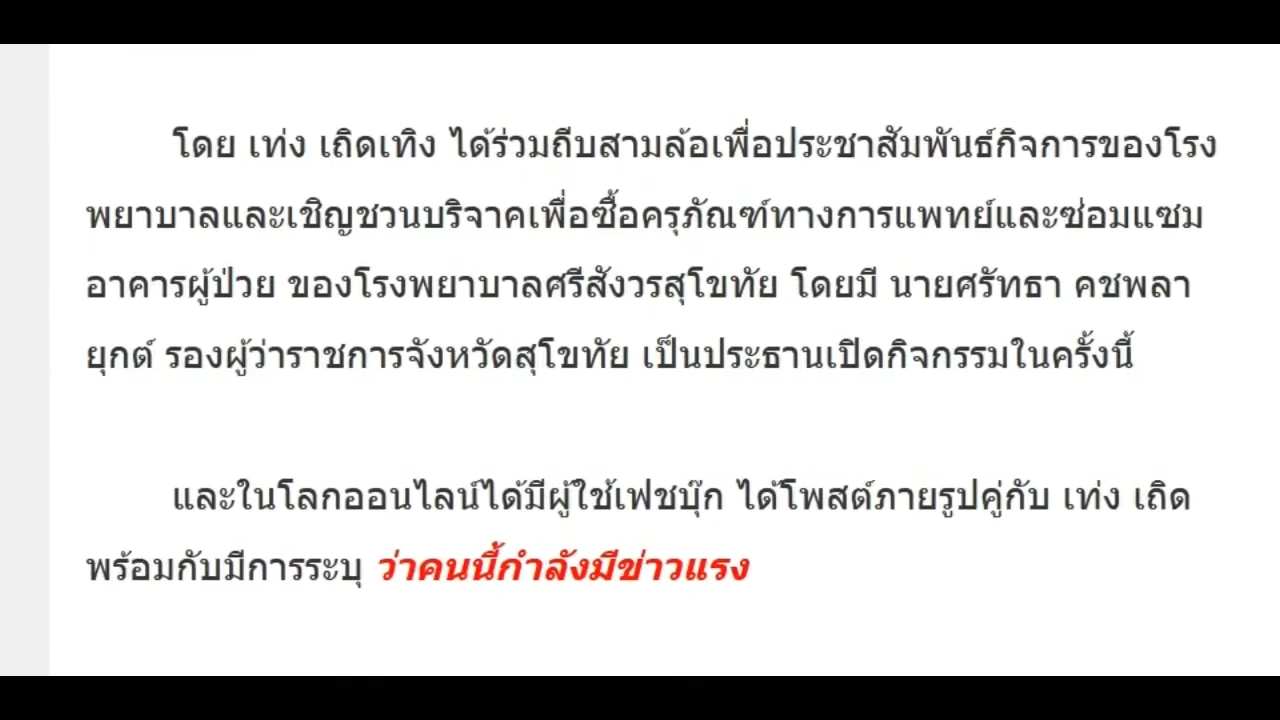 โดย เท่ง เถิดเทิง ได้ร่วมถีบสามล้อเพื่อประชาสัมพันธ์กิจการของโรง
พยาบาลและเชิญชวนบริจาคเพื่อซื้อครุภัณฑ์ทางการแพทย์และซ่อมแซม
อาคารผู้ป่วย ของโรงพยาบาลศรีสังวรสุโขทัย โดยมี นายศรัทธา คชพลา
ยุกต์ รองผู้ว่าราชการจังหวัดสุโขทัย เป็นประธานเปิดกิจกรรมในครั้งนี้
และในโลกออนไลน์ได้มีผู้ใช้เฟซบุ๊ก ได้โพสต์ภายรูปคู่กับ เท่ง เถิด
พร้อมกับมีการระบุ ว่าคนนี้กำลังมีข่าวแรง